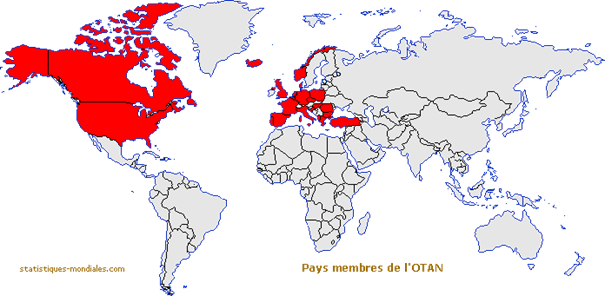 statistiques-mondiales.com
Pays membres de l'OTAN